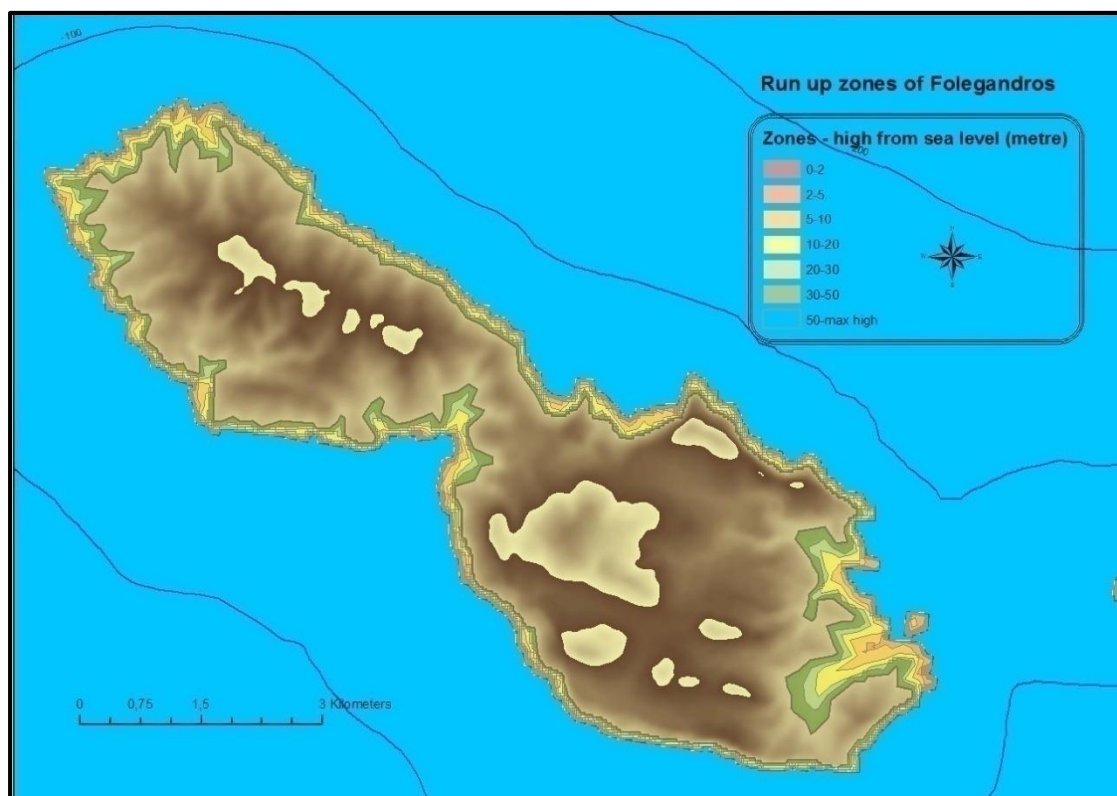 -100
Run up zones of Folegandros
Zones - high from sea level (metre)
-200
0-2
2-5
5-10
10-20
20-30
30-50
50-max high
0 0,75 1,5 3 Kilometers